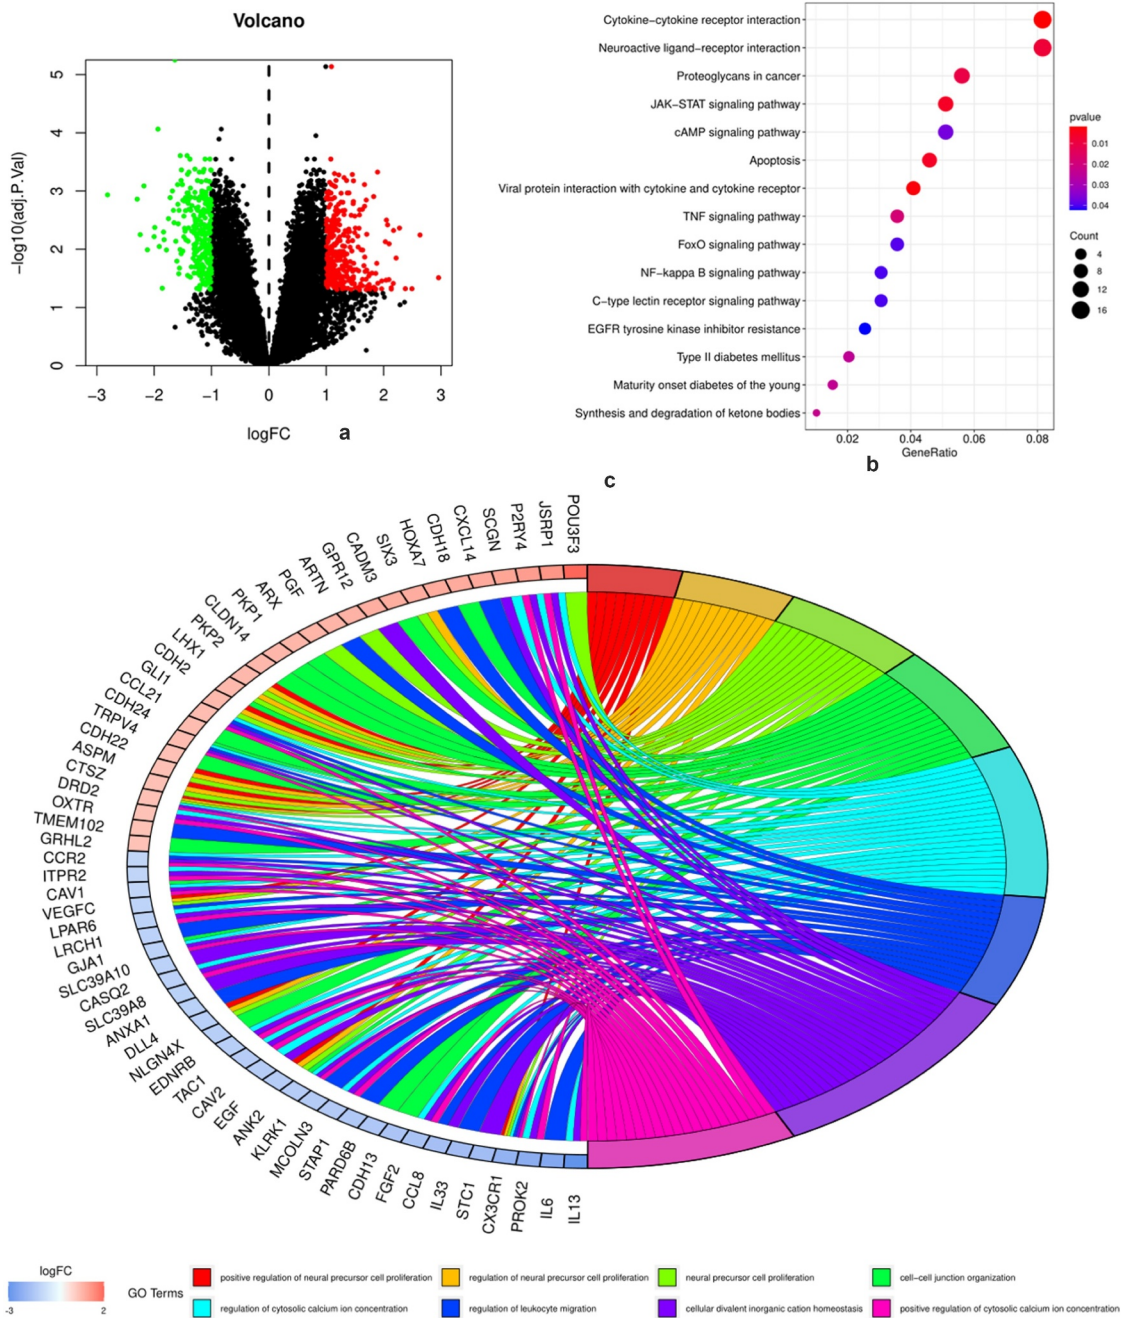 Volcano
5
4
3
2
1
0
−log10(adj.P.Val)
−3
−2
−1
0
1
2
3
logFC
a
Cytokine−cytokine receptor interaction
Neuroactive ligand−receptor interaction
Proteoglycans in cancer
JAK−STAT signaling pathway
cAMP signaling pathway
Apoptosis
Viral protein interaction with cytokine and cytokine receptor
TNF signaling pathway
FoxO signaling pathway
NF−kappa B signaling pathway
C−type lectin receptor signaling pathway
EGFR tyrosine kinase inhibitor resistance
Type II diabetes mellitus
Maturity onset diabetes of the young
Synthesis and degradation of ketone bodies
0.02
0.04
0.06
0.08
GeneRatio
pvalue
0.01
0.02
0.03
0.04
Count
4
8
12
16
b
c
POU3F3
JSRP1
P2RY4
SCGN
CXCL14
CDH18
HOXA7
SIX3
CADM3
GPR12
ARTN
PGF
ARX
PKP1
CLDN14
PKP2
LHX1
CDH2
GLI1
CCL21
CDH24
TRPV4
CDH22
ASPM
CTSZ
DRD2
OXTR
TMEM102
GRHL2
CCR2
ITPR2
CAV1
VEGFC
LPAR6
LRCH1
GJA1
SLC39A10
CASQ2
SLC39A8
ANXA1
DLL4
NLGN4X
EDNRB
TAC1
CAV2
EGF
ANK2
KLRK1
MCOLN3
STAP1
PARD6B
CDH13
FGF2
CCL8
IL33
STC1
CX3CR1
PROK2
IL6
IL13
logFC
-3
2
GO Terms
positive regulation of neural precursor cell proliferation
regulation of neural precursor cell proliferation
neural precursor cell proliferation
cell−cell junction organization
regulation of cytosolic calcium ion concentration
regulation of leukocyte migration
cellular divalent inorganic cation homeostasis
positive regulation of cytosolic calcium ion concentration